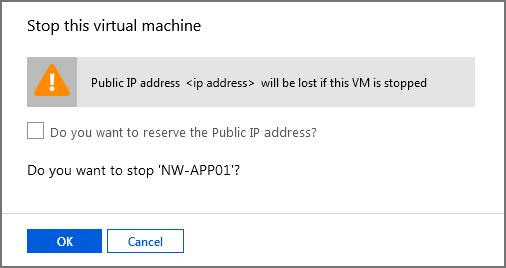 Stop this virtual machine
Public IP address <ip address> will be lost if this VM is stopped
Do you want to reserve the Public IP address?
Do you want to stop 'NW-APP01'?
OK Cancel